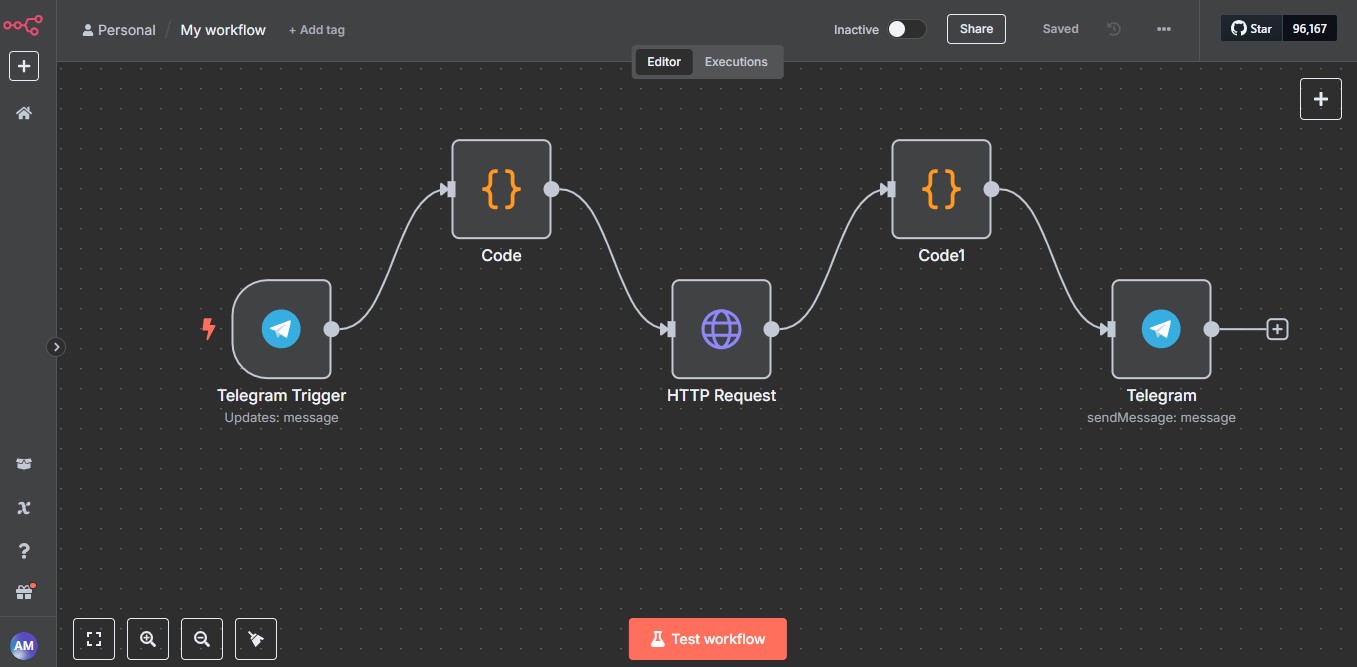 Personal / My workflow + Add tag
Inactive
Share
Saved
Star 96,167
Editor Executions
Code
Code1
Telegram Trigger
Updates: message
HTTP Request
Telegram
sendMessage: message
AM
Test workflow